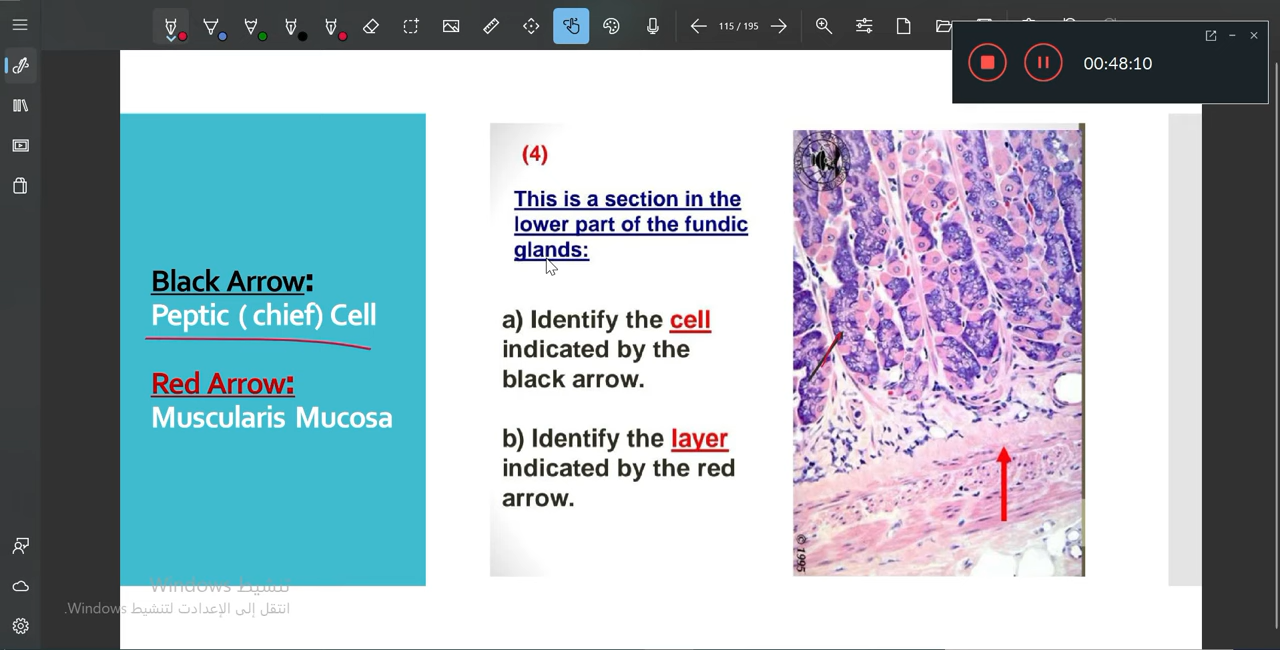 115 / 195
00:48:10
Black Arrow:
Peptic ( chief) Cell
Red Arrow:
Muscularis Mucosa
(4)
This is a section in the
lower part of the fundic
glands:
a) Identify the cell
indicated by the
black arrow.
b) Identify the layer
indicated by the red
arrow.
© 1995
تنشيط Windows
انتقل إلى الإعدادت لتنشيط Windows.